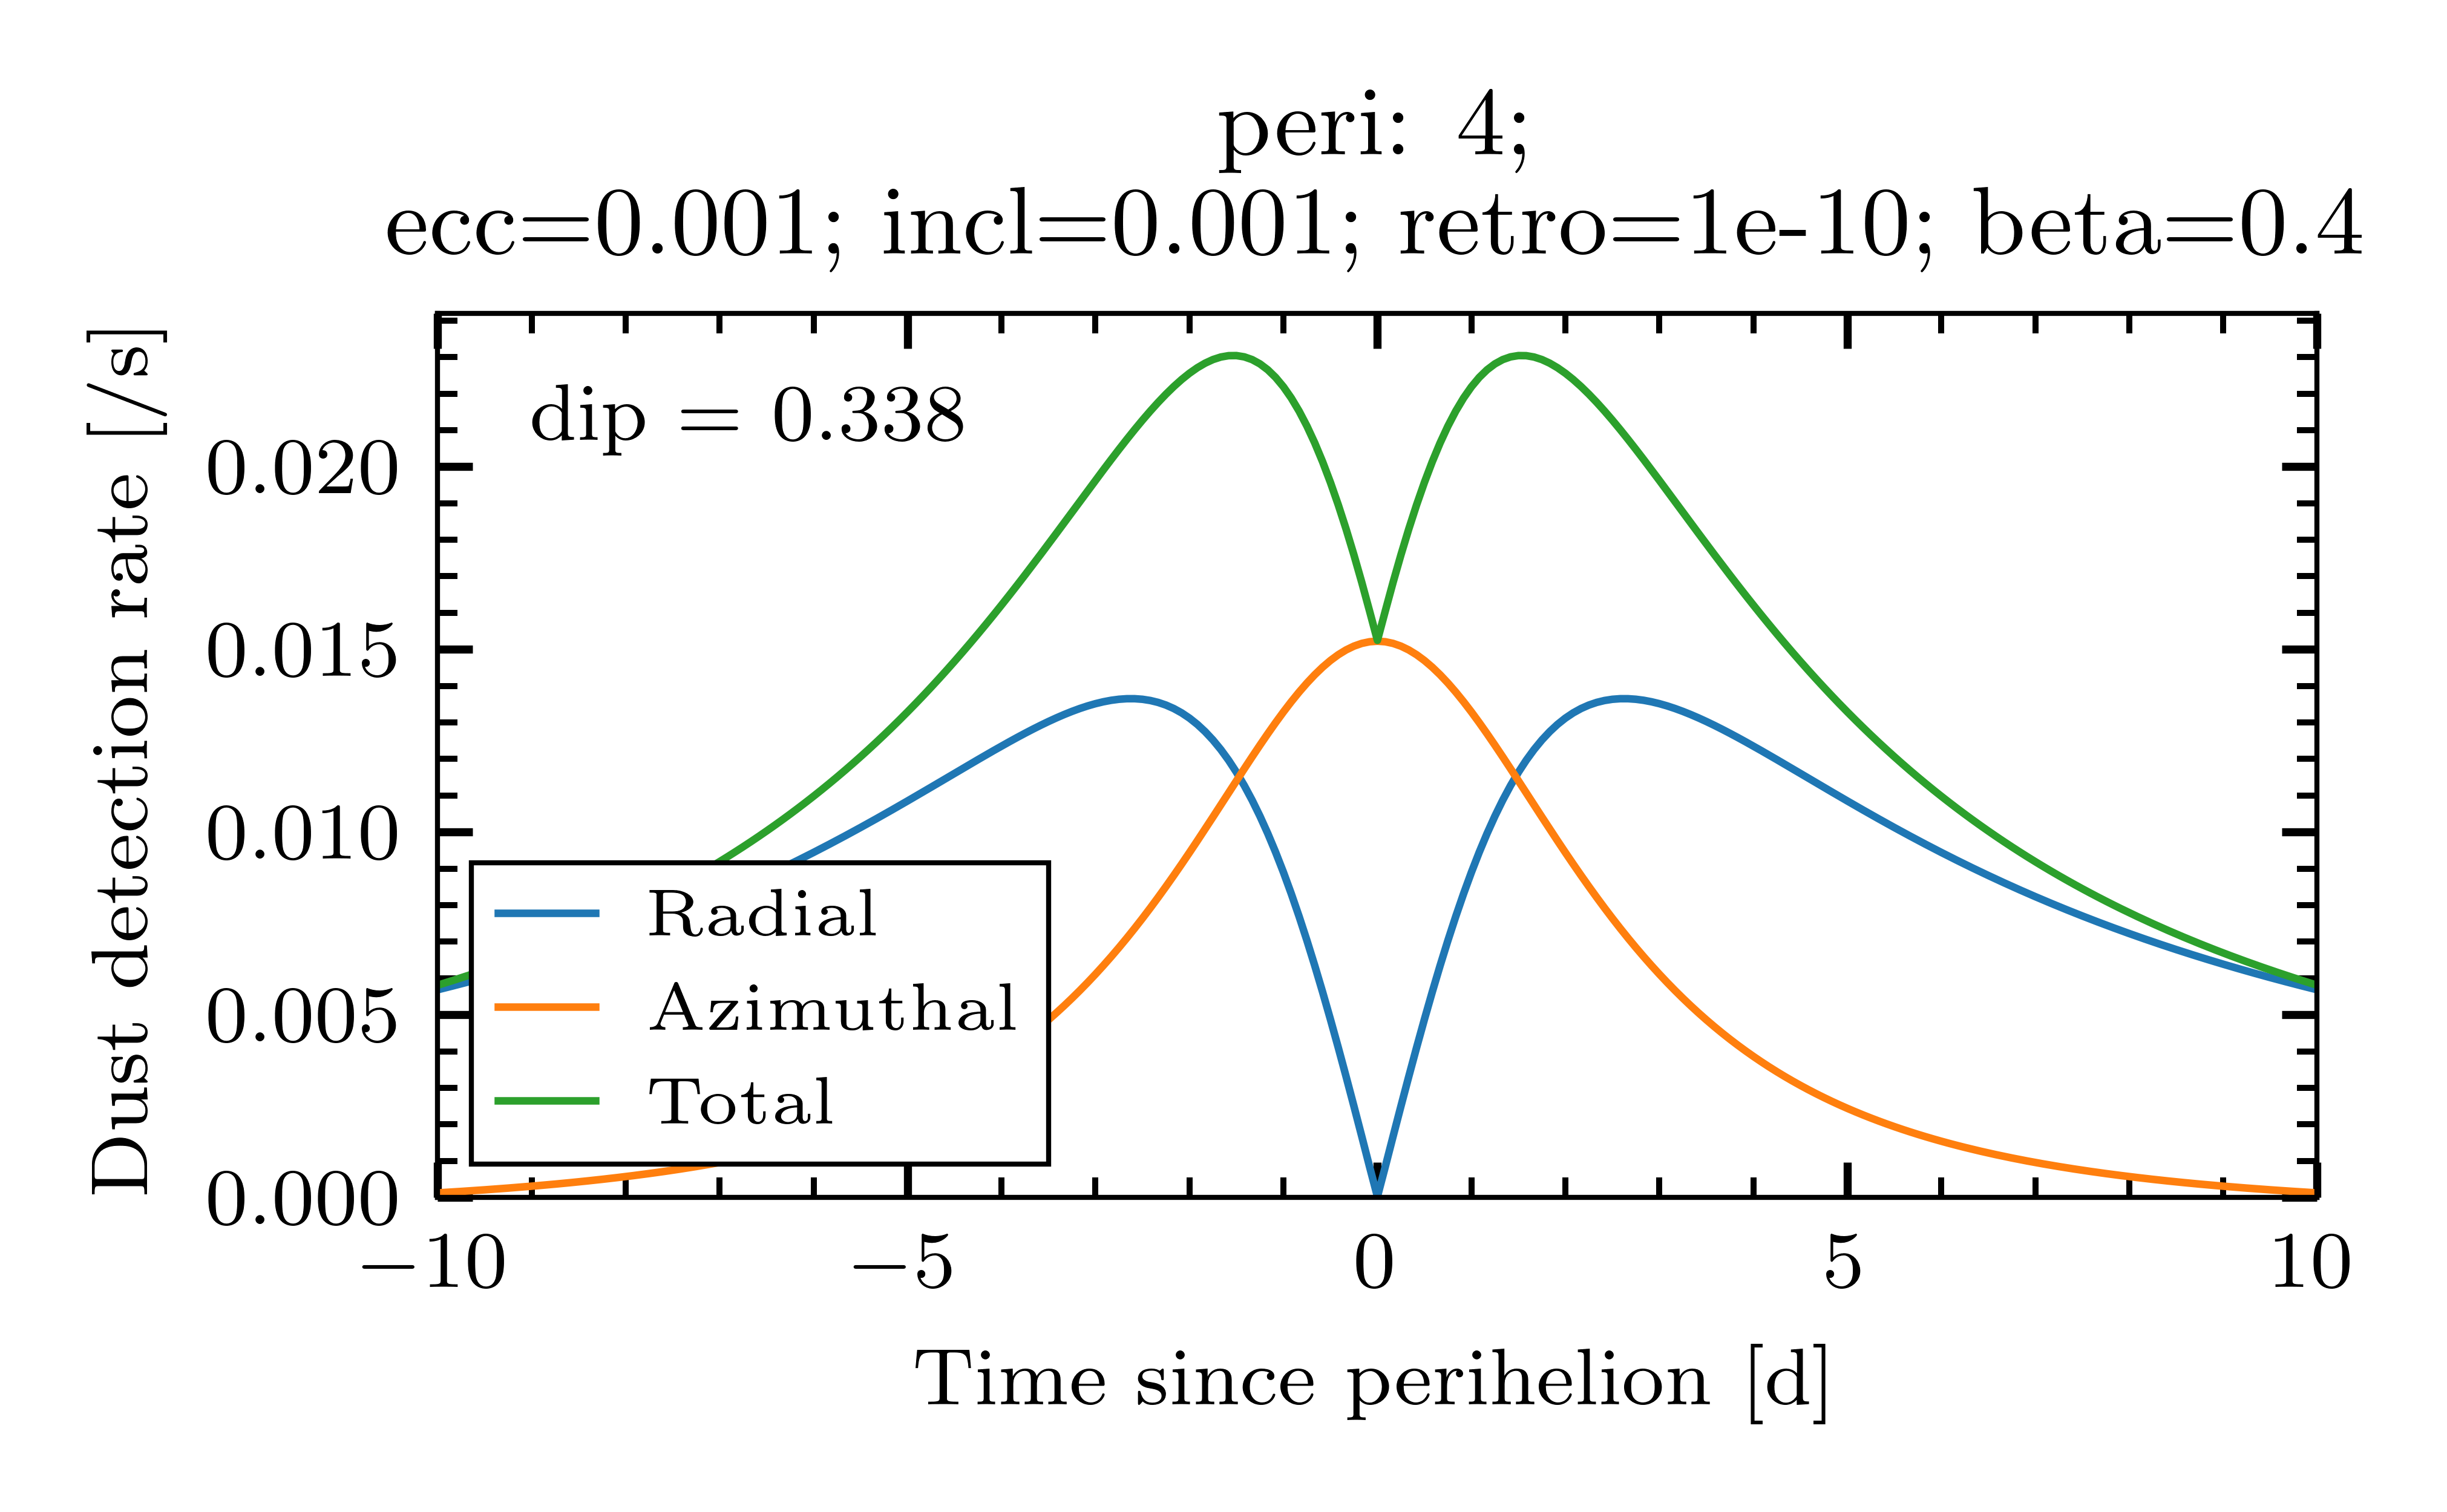 peri: 4;
ecc=0.001; incl=0.001; retro=1e-10; beta=0.4
Dust detection rate [/s]
dip = 0.338
0.020
0.015
0.010
0.005
0.000
Radial
Azimuthal
Total
−10
−5
0
5
10
Time since perihelion [d]